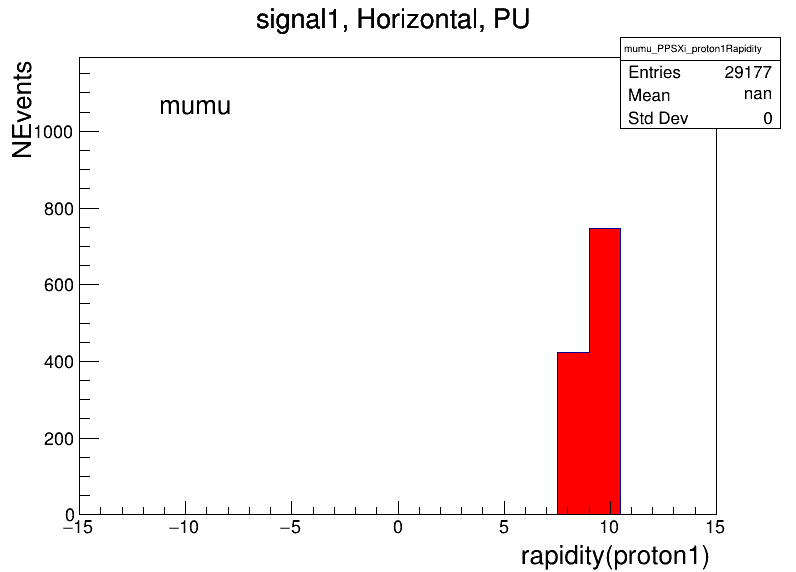 signal1, Horizontal, PU
mumu_PPSXi_proton1Rapidity
Entries 29177
Mean nan
Std Dev 0
NEvents
mumu
1000
800
600
400
200
0
−15 −10 −5 0 5 10 15
rapidity(proton1)